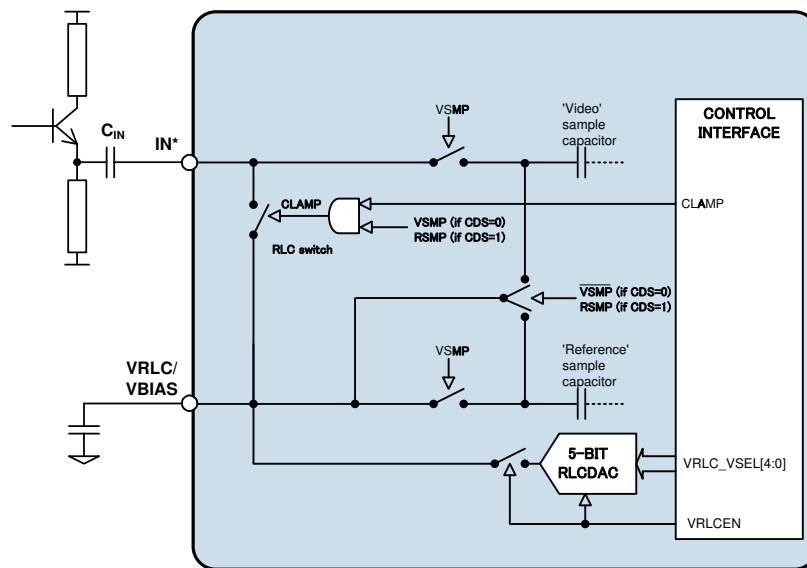 CIN
IN*
VSMP
'Video'
sample
capacitor
CONTROL
INTERFACE
CLAMP
CLAMP
VSMP (if CDS=0)
RSMP (if CDS=1)
RLC switch
VSMP (if CDS=0)
RSMP (if CDS=1)
VRLC/
VBIAS
VSMP
'Reference'
sample
capacitor
5-BIT
RLCDAC
VRLC_VSEL[4:0]
VRLCEN